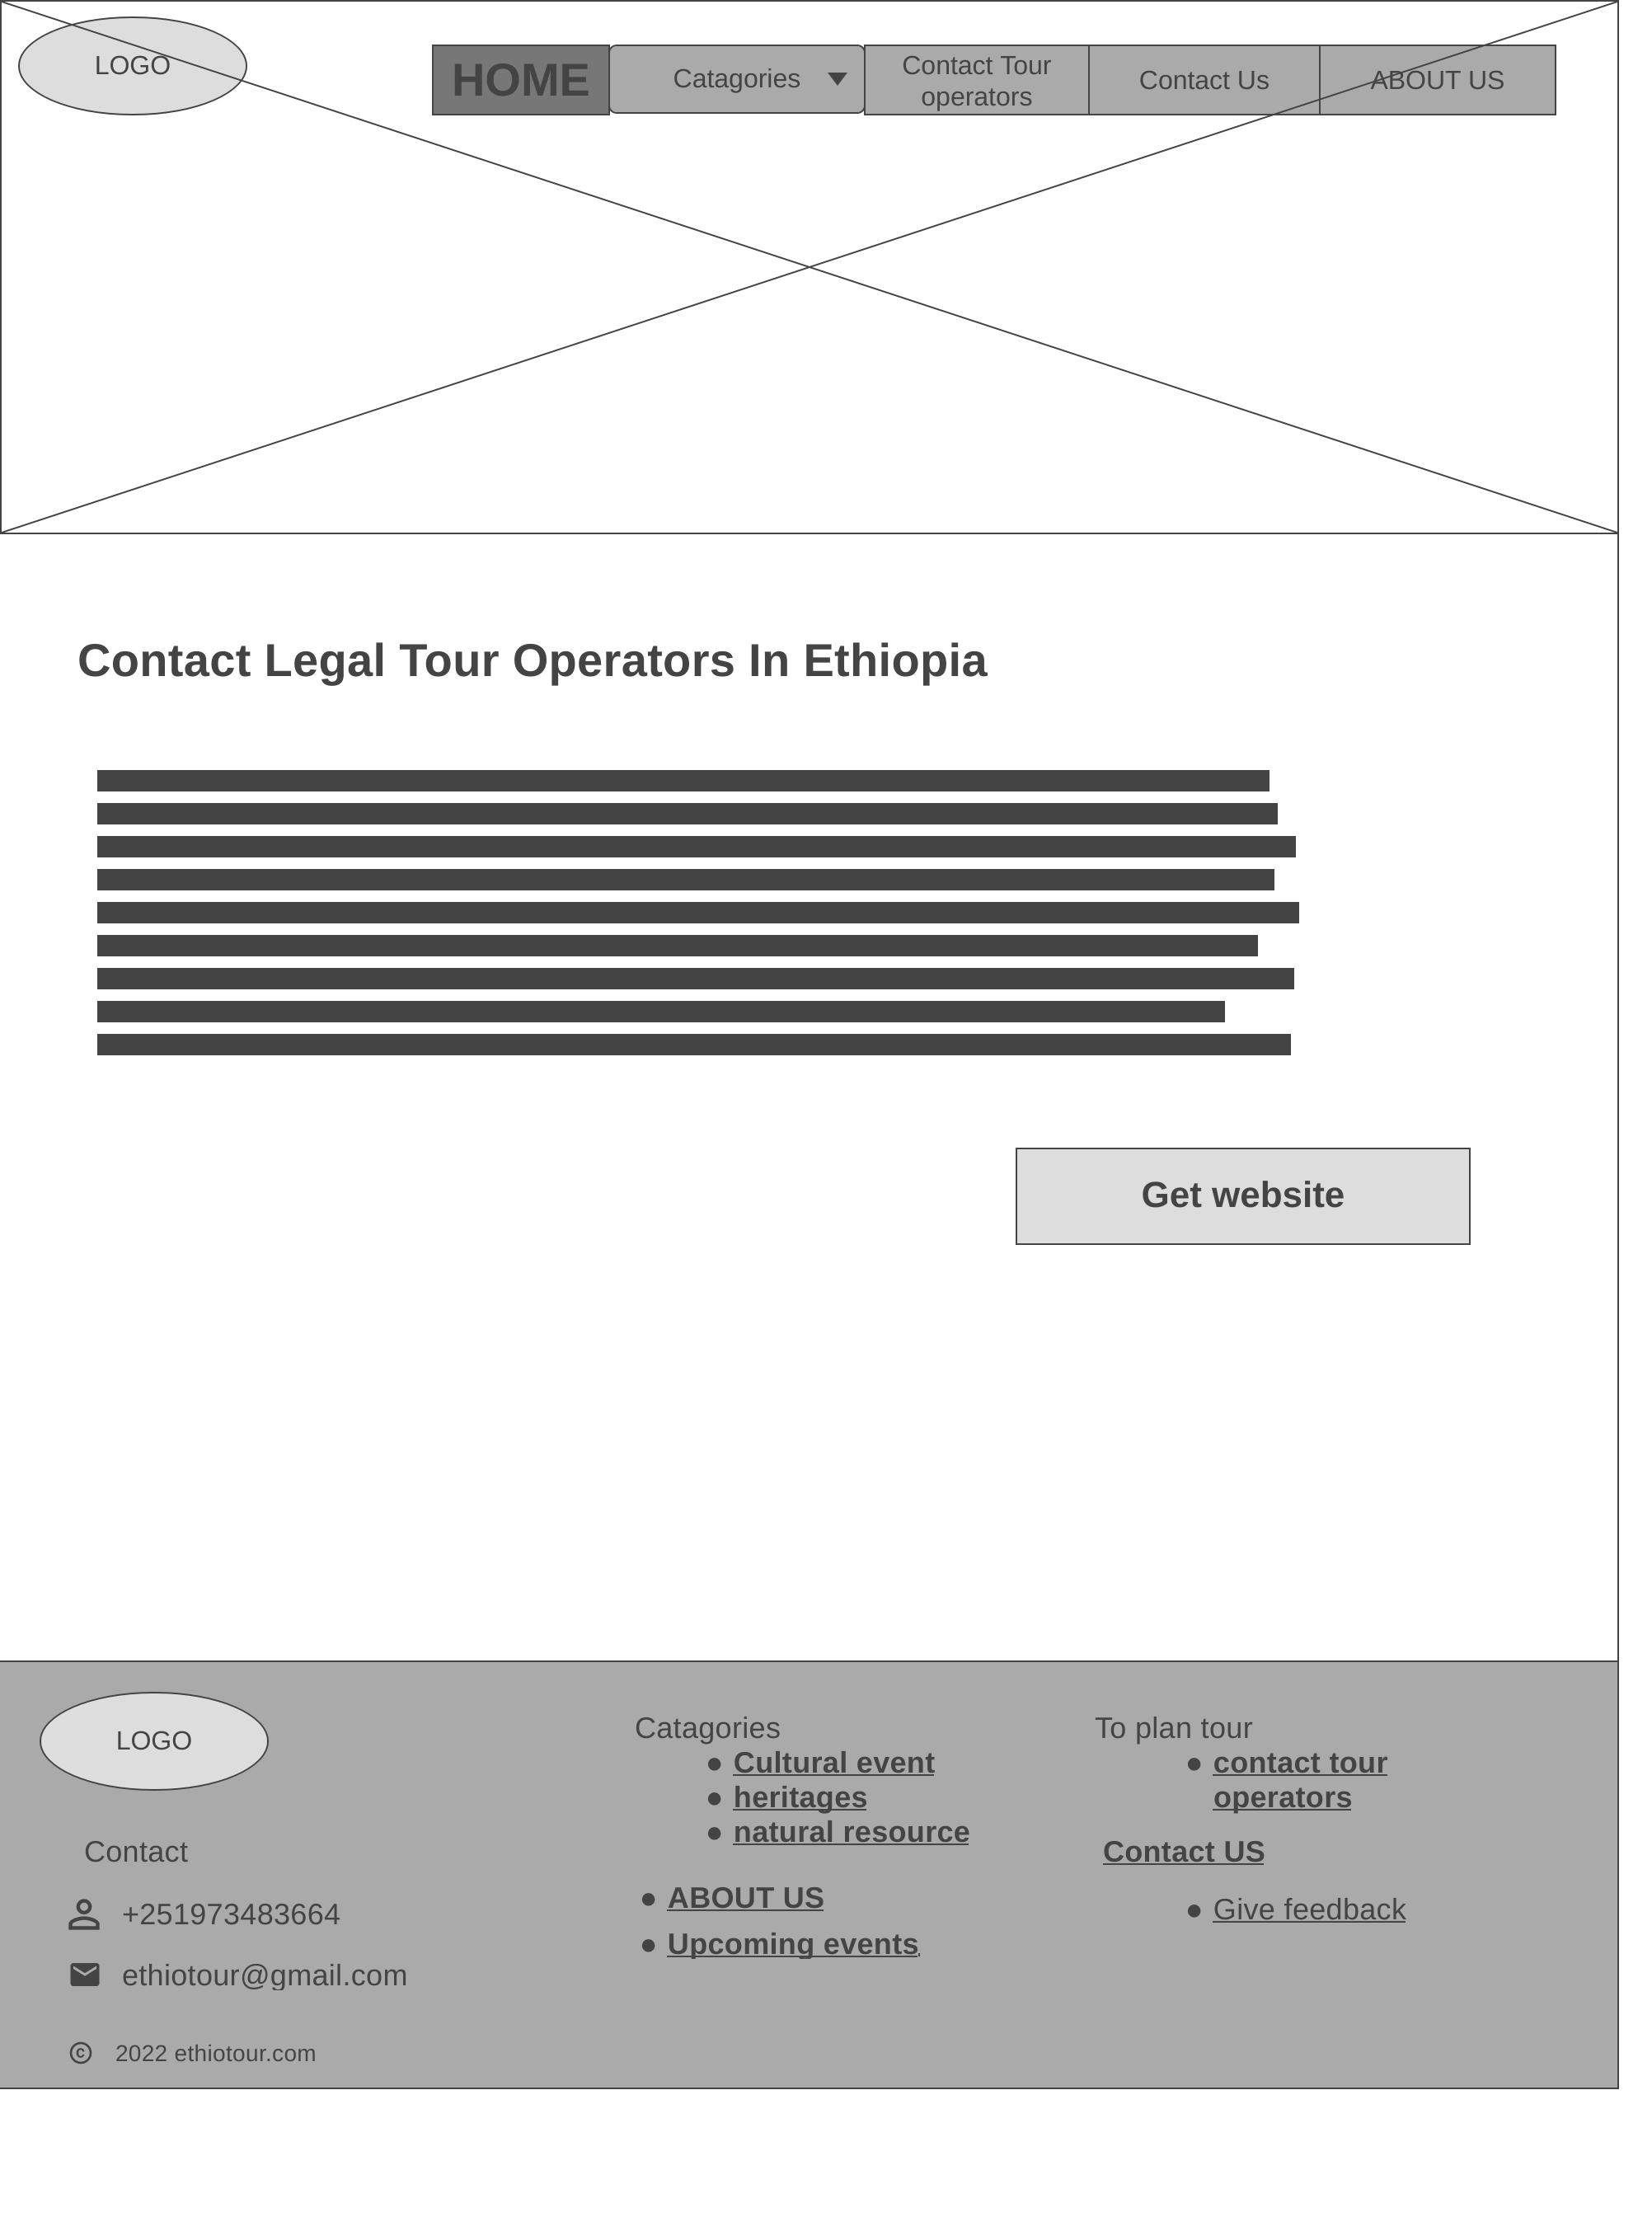 LOGO
HOME
Catagories
Contact Tour
operators
Contact Us
ABOUT US
Contact Legal Tour Operators In Ethiopia
Get website
LOGO
Contact
+251973483664
ethiotour@gmail.com
© 2022 ethiotour.com
Catagories
● Cultural event
● heritages
● natural resource
● ABOUT US
● Upcoming events
To plan tour
● contact tour
operators
Contact US
● Give feedback